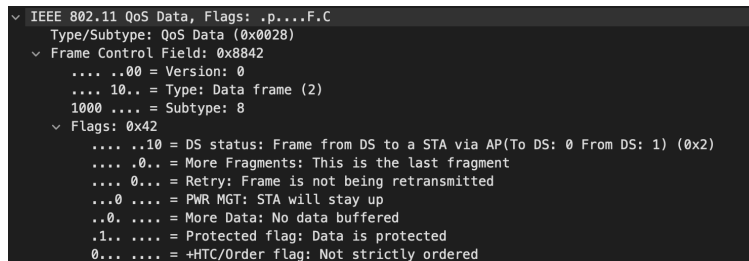 IEEE 802.11 QoS Data, Flags: .p....F.C
Type/Subtype: QoS Data (0x0028)
Frame Control Field: 0x8842
.... ..00 = Version: 0
.... 10.. = Type: Data frame (2)
1000 .... = Subtype: 8
Flags: 0x42
.... ..10 = DS status: Frame from DS to a STA via AP(To DS: 0 From DS: 1) (0x2)
.... .0.. = More Fragments: This is the last fragment
.... 0... = Retry: Frame is not being retransmitted
...0 .... = PWR MGT: STA will stay up
..0. .... = More Data: No data buffered
.1.. .... = Protected flag: Data is protected
0... .... = +HTC/Order flag: Not strictly ordered